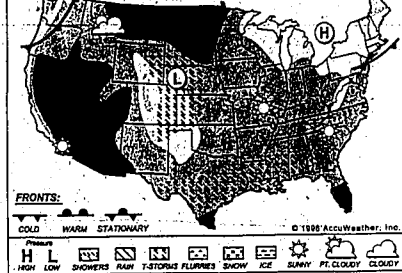 H
L
FRONTS:
COLD WARM STATIONARY
© 1996 AccuWeather, Inc.
Pressure
H L
HIGH LOW SHOWERS RAIN T-STORMS FLURRIES SNOW ICE SUNNY PT. CLOUDY CLOUDY